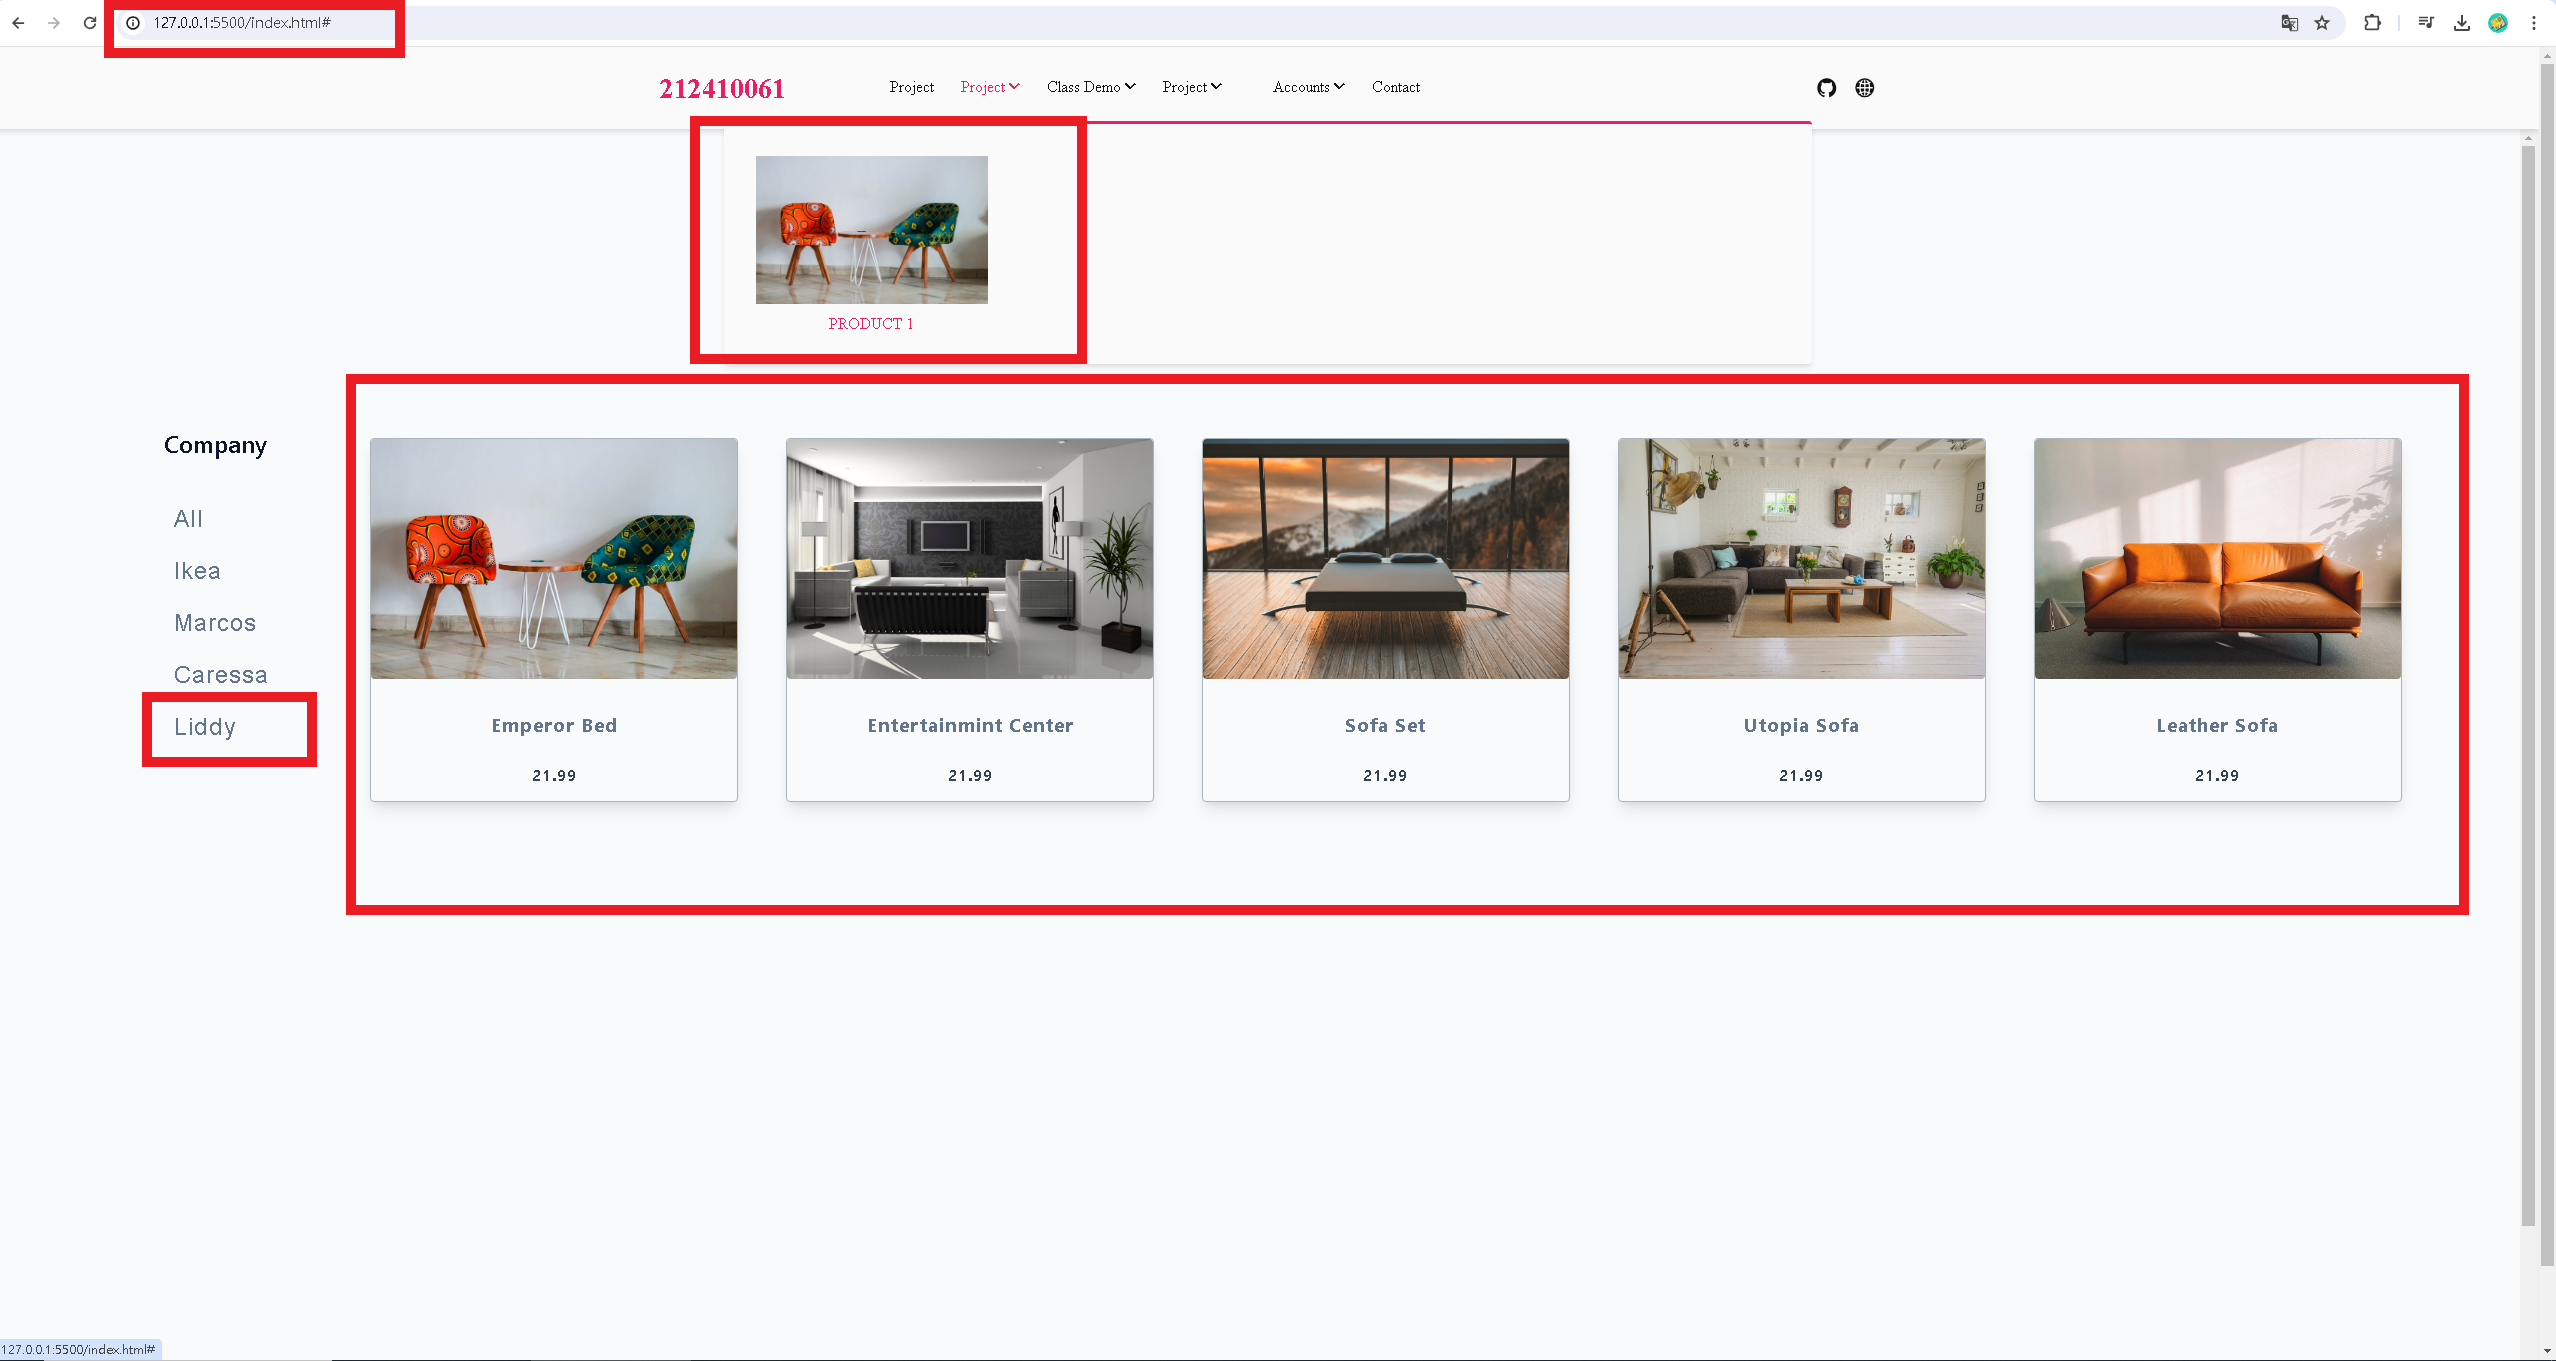 127.0.0.1:5500/index.html#
212410061 Project Project Class Demo Project Accounts Contact
PRODUCT 1
Company
All
Ikea
Marcos
Caressa
Liddy
Emperor Bed Entertainmint Center Sofa Set Utopia Sofa Leather Sofa
21.99 21.99 21.99 21.99 21.99
127.0.0.1:5500/index.html#